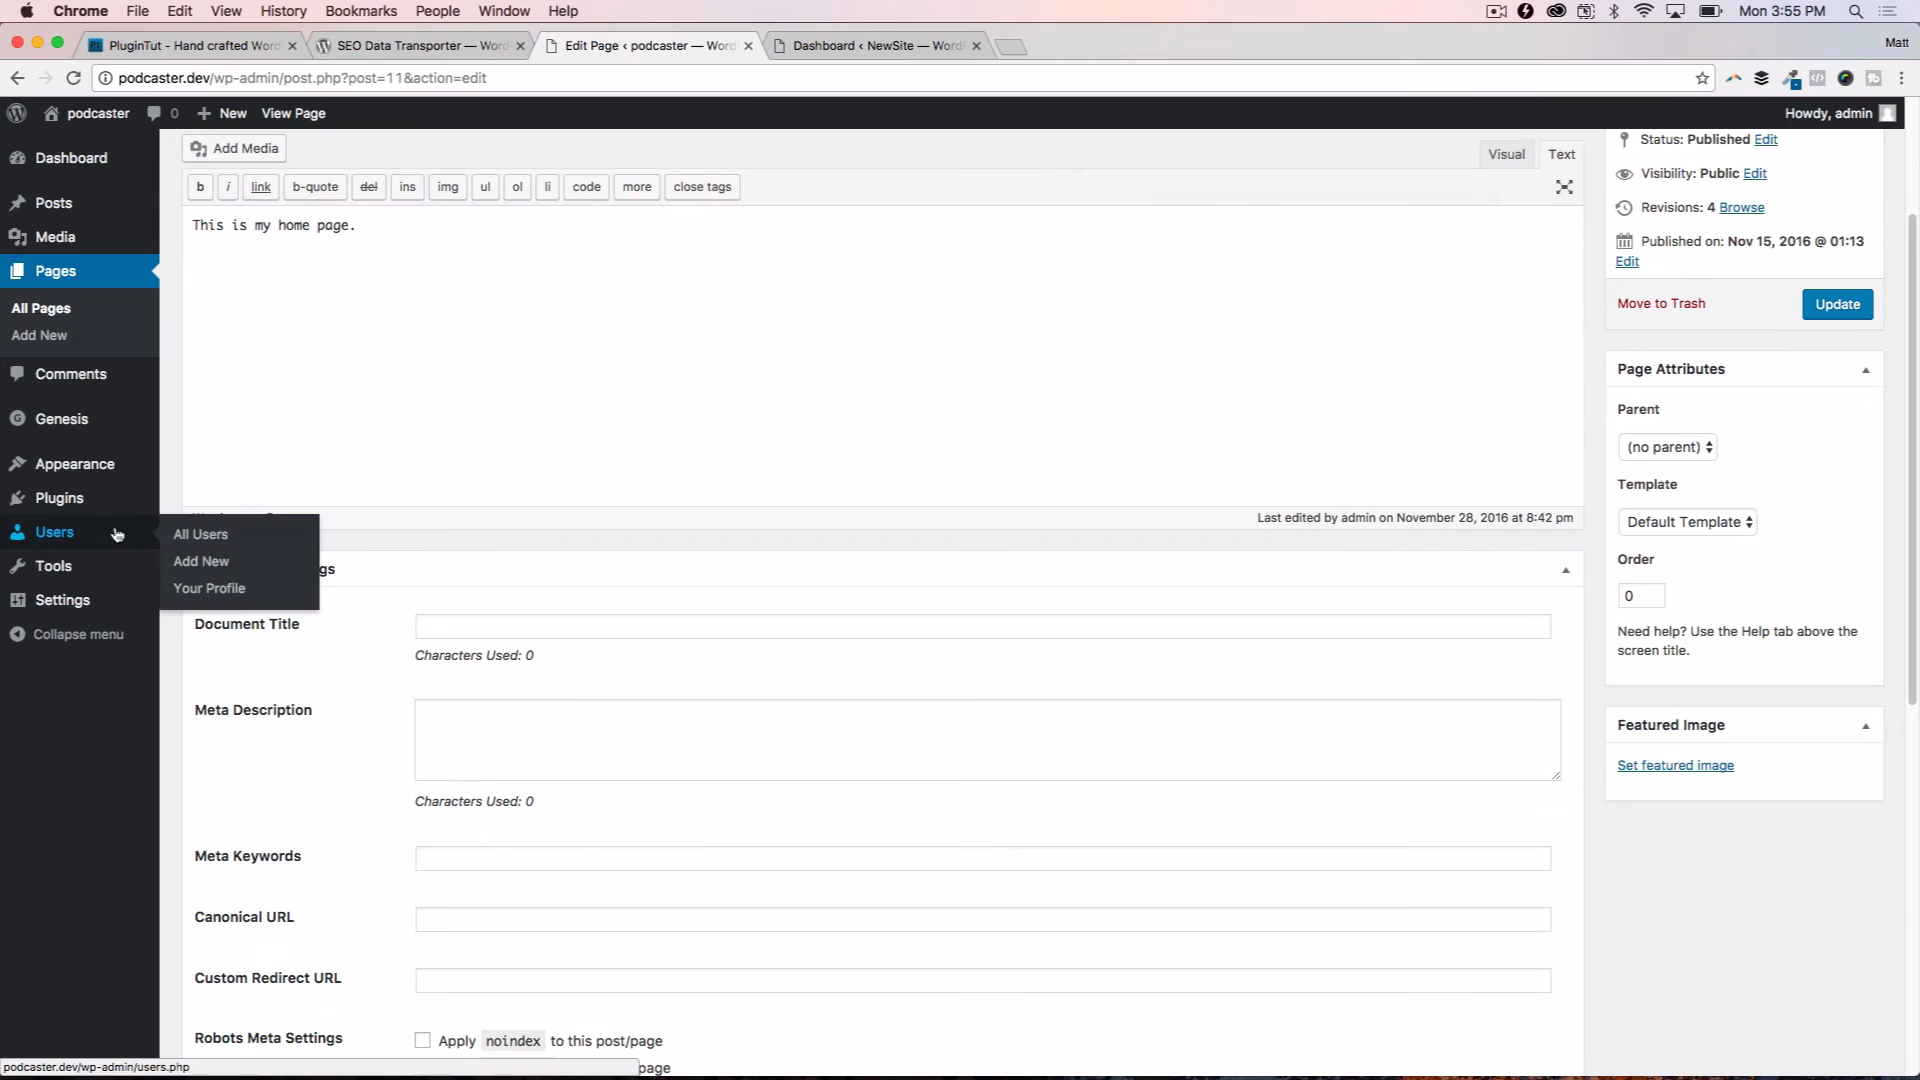 Chrome File Edit View History Bookmarks People Window Help Mon 3:55 PM
PluginTut - Hand crafted Word SEO Data Transporter — Word Edit Page ‹ podcaster — Word Dashboard ‹ NewSite — Word Matt
podcaster.dev/wp-admin/post.php?post=11&action=edit
podcaster 0 New View Page Howdy, admin
Dashboard
Posts
Media
Pages
All Pages
Add New
Comments
Genesis
Appearance
Plugins
Users
Tools
Settings
Collapse menu
All Users
Add New
Your Profile
Add Media
Visual Text
b i link b-quote del ins img ul ol li code more close tags
This is my home page.
Last edited by admin on November 28, 2016 at 8:42 pm
gs
Document Title
Characters Used: 0
Meta Description
Characters Used: 0
Meta Keywords
Canonical URL
Custom Redirect URL
Robots Meta Settings
Apply noindex to this post/page
page
Status: Published Edit
Visibility: Public Edit
Revisions: 4 Browse
Published on: Nov 15, 2016 @ 01:13
Edit
Move to Trash Update
Page Attributes
Parent
(no parent)
Template
Default Template
Order
0
Need help? Use the Help tab above the
screen title.
Featured Image
Set featured image
podcaster.dev/wp-admin/users.php